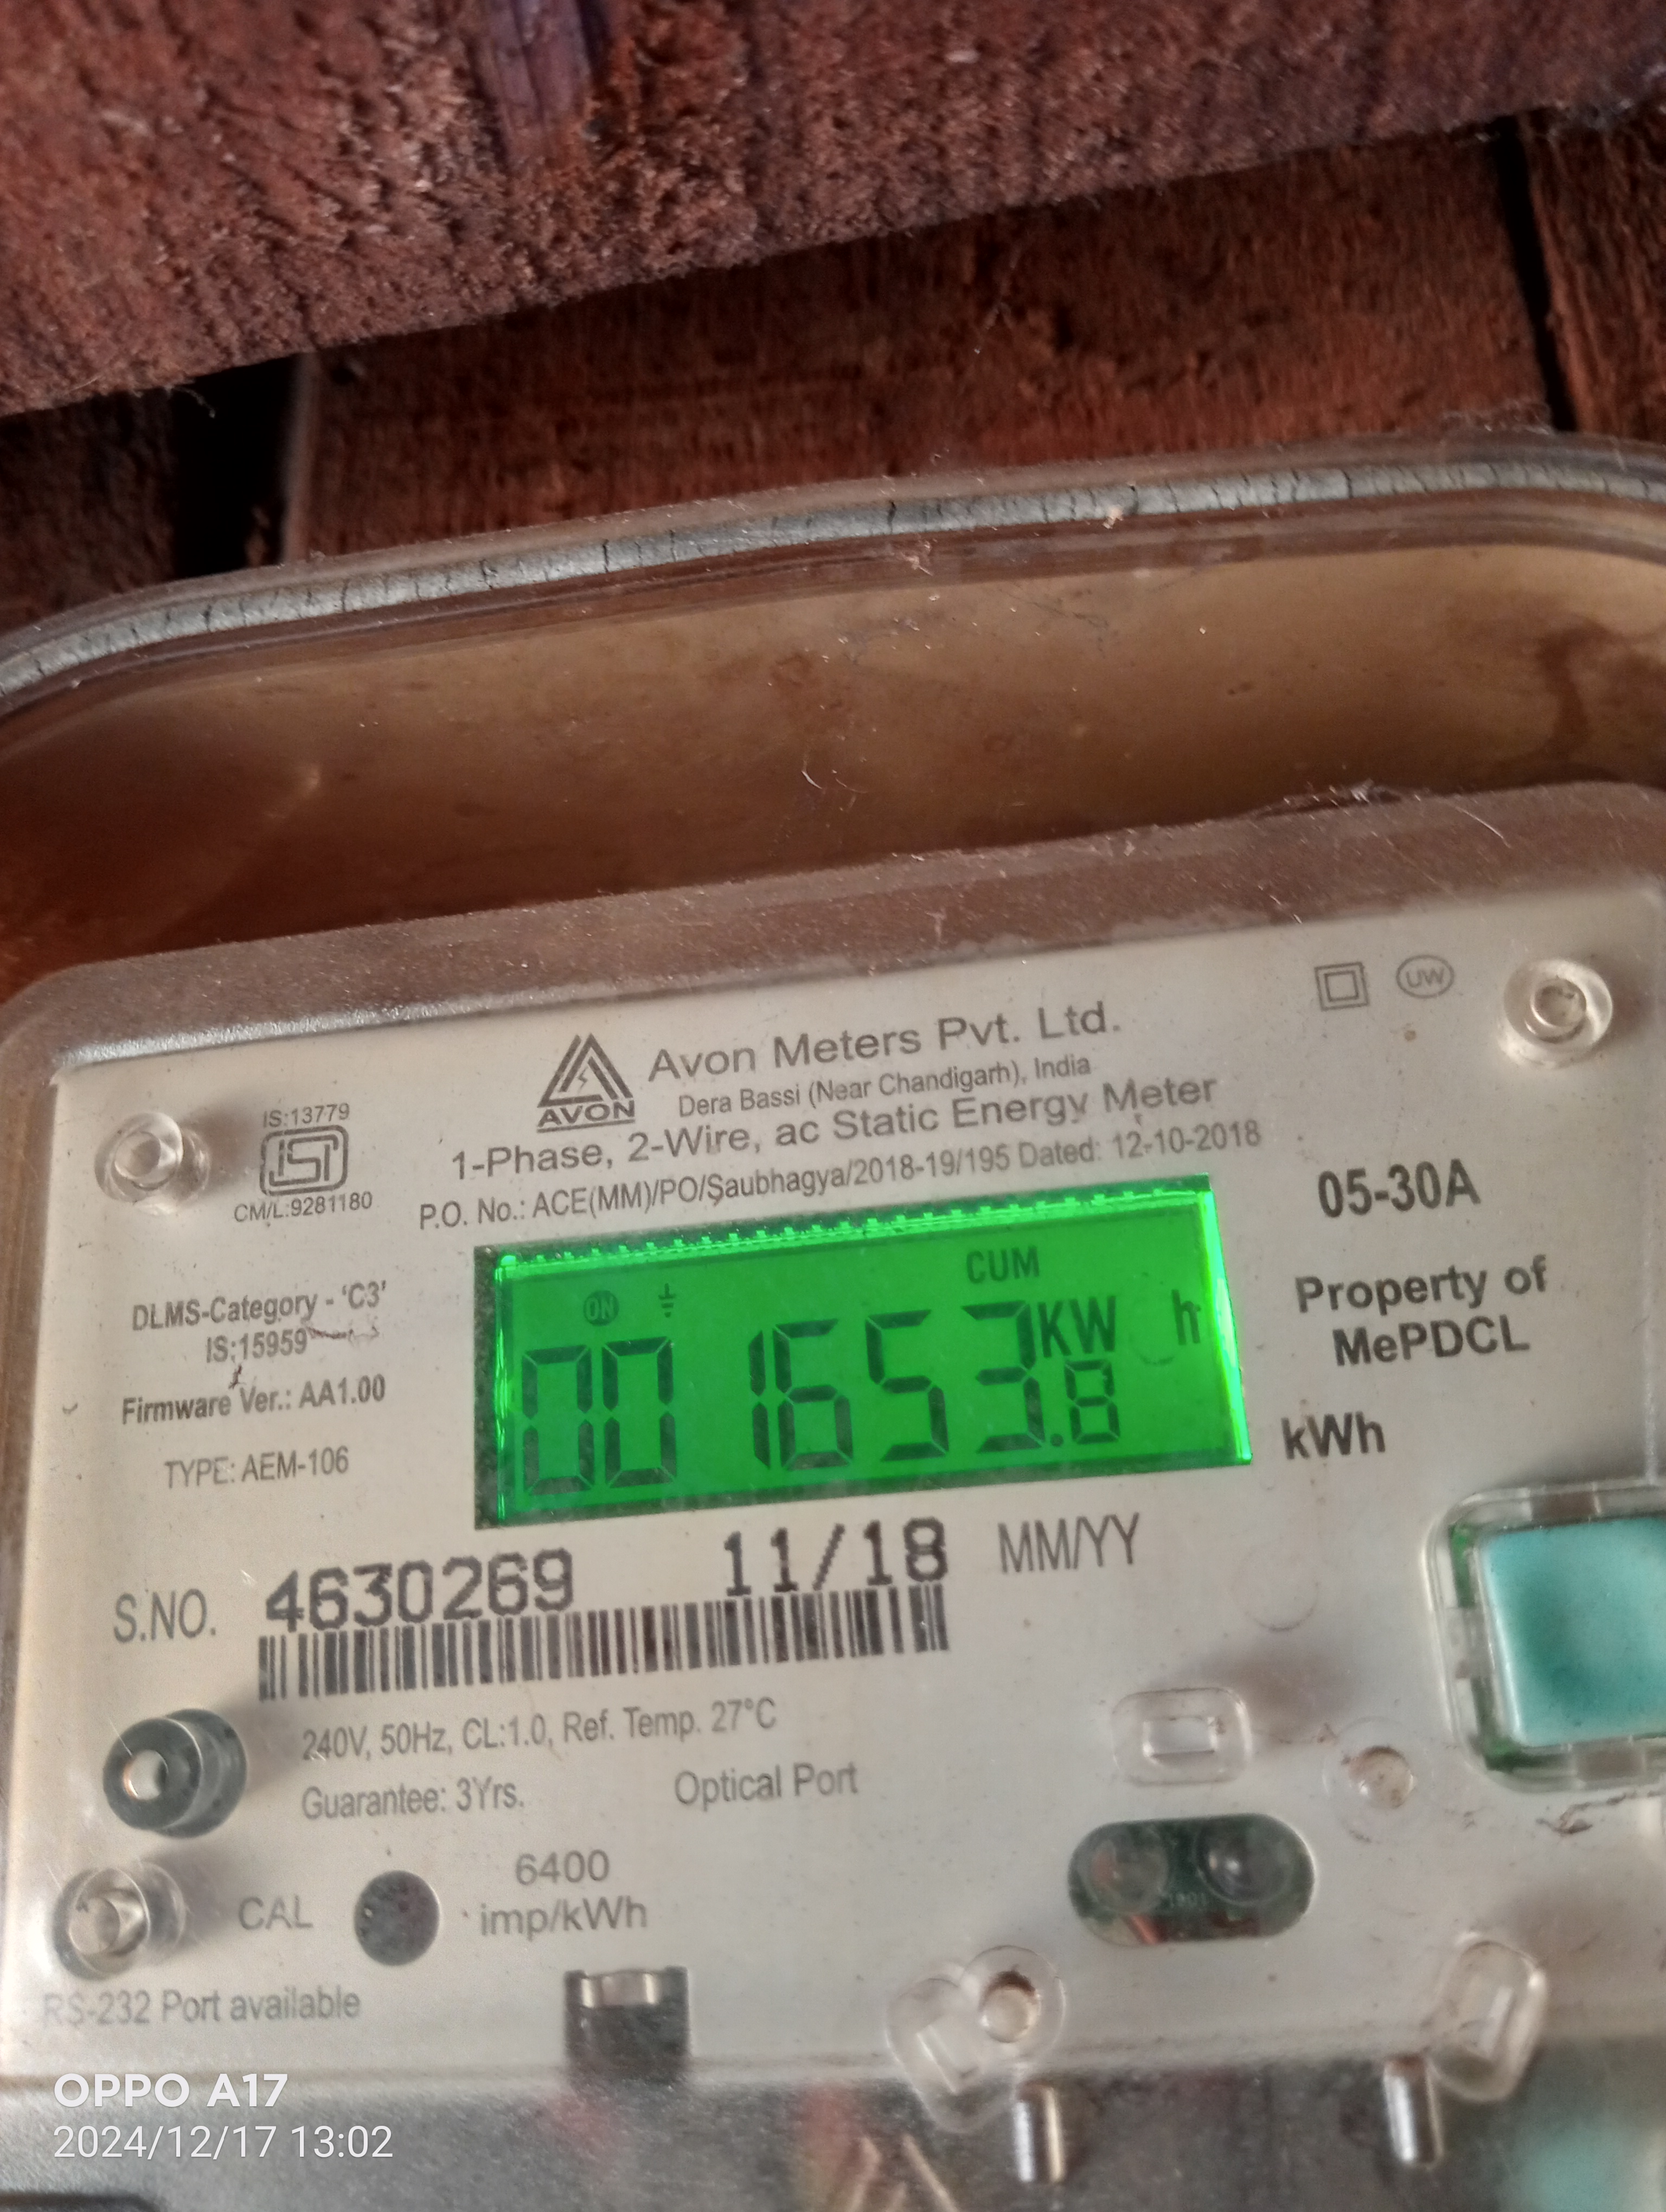 UW
Avon Meters Pvt. Ltd.
AVON
Dera Bassi (Near Chandigarh), India
1-Phase, 2-Wire, ac Static Energy Meter
P.O. No.: ACE(MM)/PO/Saubhagya/2018-19/195 Dated: 12-10-2018
IS:13779
ISI
CM/L:9281180
05-30A
Property of
MePDCL
kWh
DLMS-Category - 'C3'
IS:15959
Firmware Ver.: AA1.00
TYPE: AEM-106
CUM
ON
001653.8 KW h
S.NO. 4630269 11/18 MM/YY
240V, 50Hz, CL:1.0, Ref. Temp. 27°C
Guarantee: 3Yrs. Optical Port
CAL 6400
imp/kWh
RS-232 Port available
OPPO A17
2024/12/17 13:02